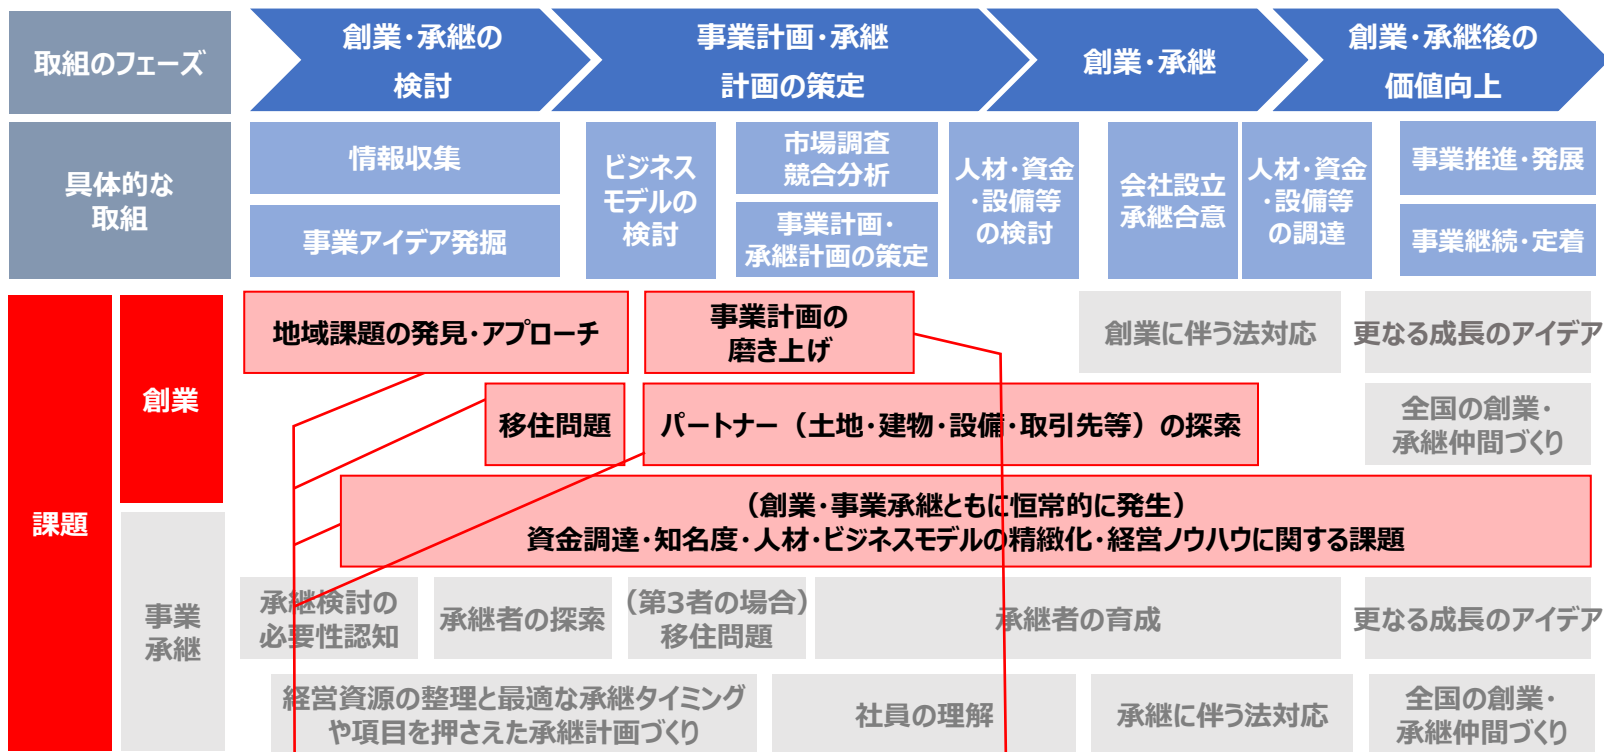 取組のフェーズ
創業・承継の
検討
事業計画・承継
計画の策定
創業・承継
創業・承継後の
価値向上
具体的な
取組
情報収集
事業アイデア発掘
ビジネス
モデルの
検討
市場調査
競合分析
事業計画・
承継計画の策定
人材・資金
・設備等
の検討
会社設立
承継合意
人材・資金
・設備等
の調達
事業推進・発展
事業継続・定着
課題
創業
地域課題の発見・アプローチ
事業計画の
磨き上げ
創業に伴う法対応
更なる成長のアイデア
移住問題
パートナー（土地・建物・設備・取引先等）の探索
全国の創業・
承継仲間づくり
（創業・事業承継ともに恒常的に発生）
資金調達・知名度・人材・ビジネスモデルの精緻化・経営ノウハウに関する課題
事業
承継
承継検討の
必要性認知
承継者の探索
（第3者の場合）
移住問題
承継者の育成
更なる成長のアイデア
経営資源の整理と最適な承継タイミング
や項目を押さえた承継計画づくり
社員の理解
承継に伴う法対応
全国の創業・
承継仲間づくり